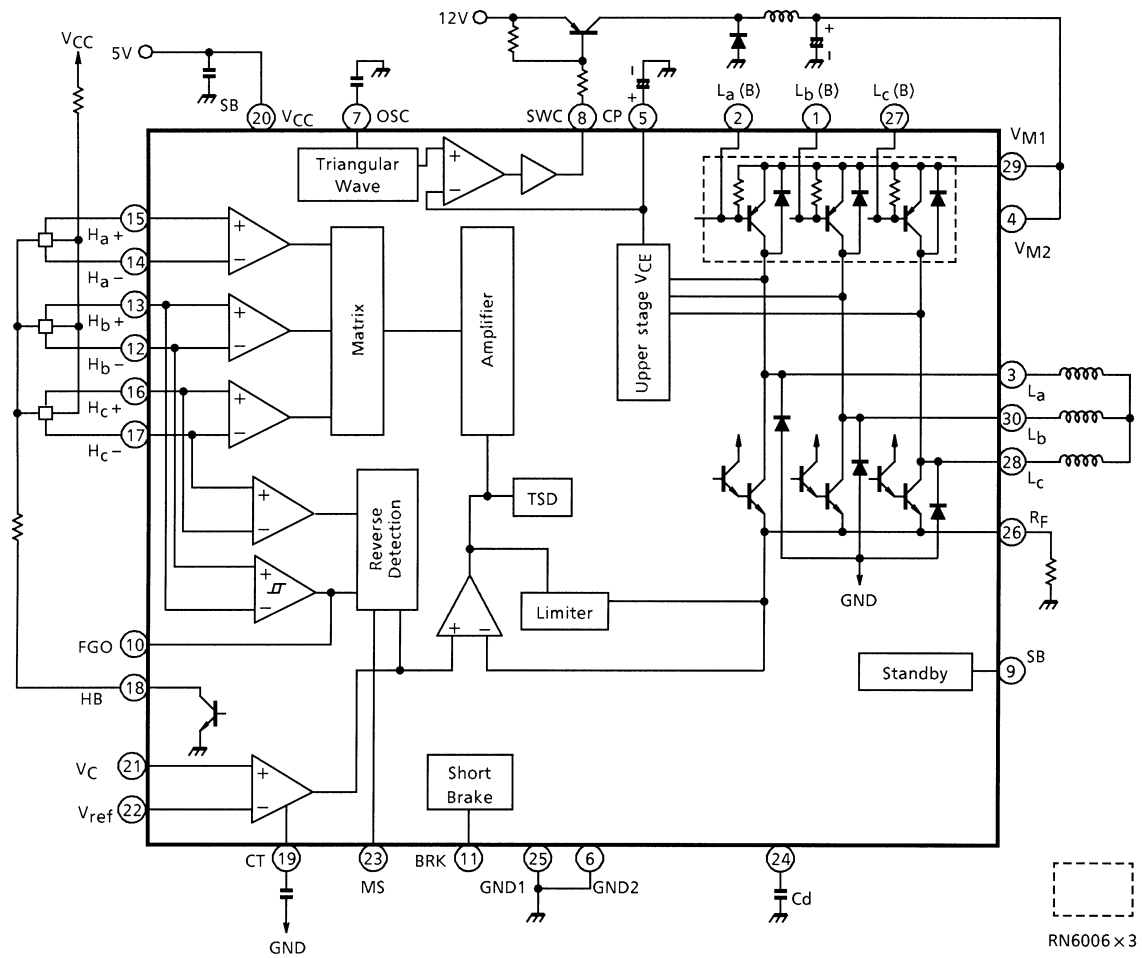 12V
VCC
5V
SB
20 VCC
7 OSC
SWC 8
CP 5
La (B)
2
Lb (B)
1
Lc (B)
27
VM1
29
4
VM2
Triangular
Wave
+
−
+
−
+
−
15
Ha+
14
Ha−
13
Hb+
12
Hb−
16
Hc+
17
Hc−
+
−
+
−
+
−
Matrix
Amplifier
Upper stage VCE
3
La
30
Lb
28
Lc
26
RF
+
−
+
−
Reverse
Detection
TSD
Limiter
+ −
GND
FGO 10
HB 18
Standby
9
SB
VC 21
Vref 22
+
−
Short
Brake
CT 19
23
MS
BRK 11
25
GND1
6
GND2
24
Cd
GND
RN6006×3